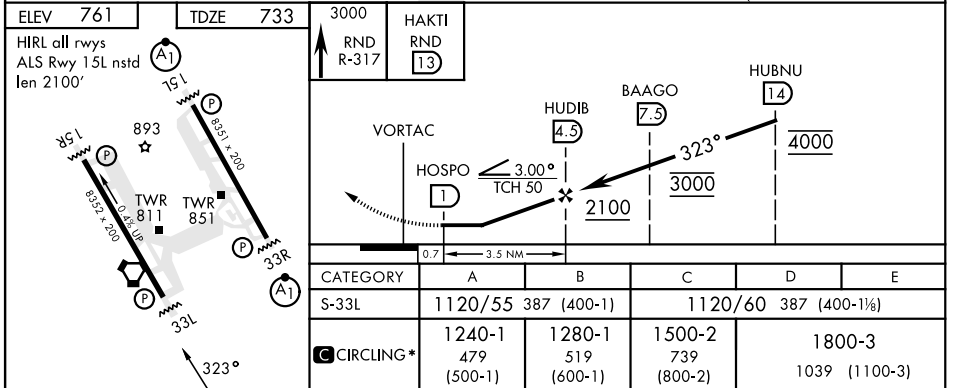 ELEV 761
TDZE 733
HIRL all rwys
ALS Rwy 15L nstd
len 2100'
A1
15L
P
8351 x 200
893
15R
P
8352 x 200
0.4% UP
TWR
811
TWR
851
P
33R
A1
P
33L
323°
3000
RND
R-317
HAKTI
RND
13
HUBNU
14
BAAGO
7.5
HUDIB
4.5
VORTAC
HOSPO
1
3.00°
TCH 50
323°
4000
3000
2100
0.7
3.5 NM
CATEGORY A B C D E
S-33L 1120/55 387 (400-1) 1120/60 387 (400-1⅛)
C CIRCLING* 1240-1 479 (500-1) 1280-1 519 (600-1) 1500-2 739 (800-2) 1800-3 1039 (1100-3)